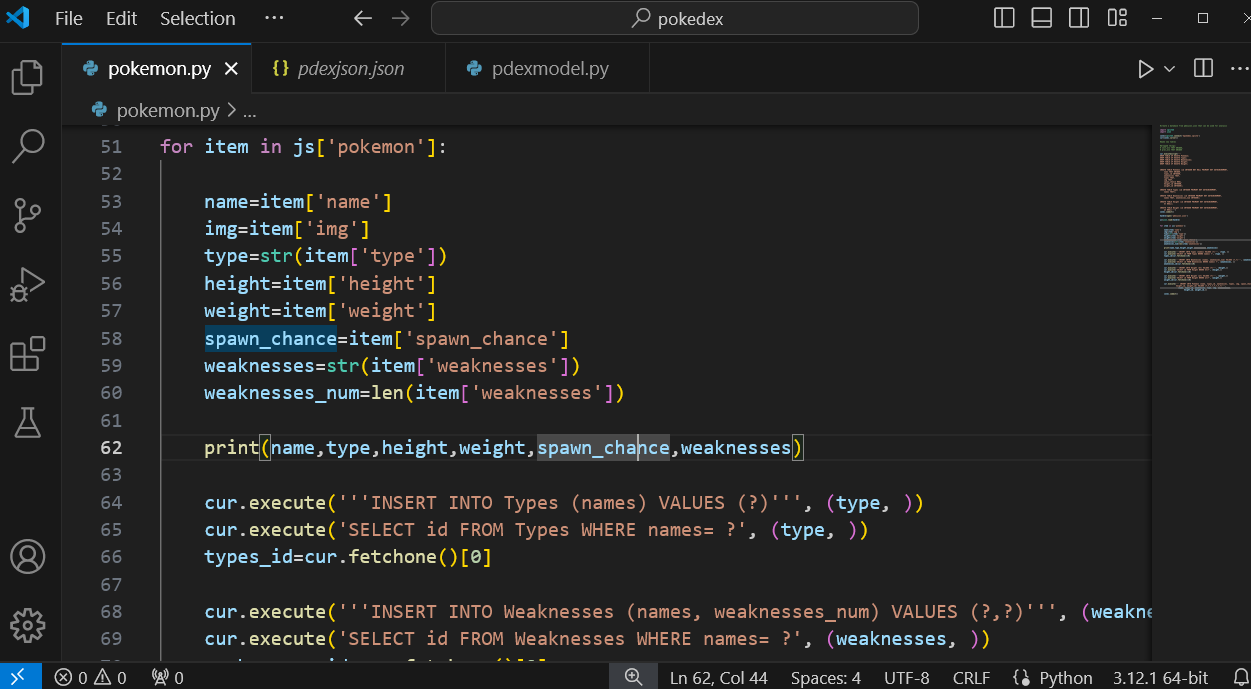 File Edit Selection ··· pokedex
pokemon.py pdexjson.json pdexmodel.py
pokemon.py > ...
51 for item in js['pokemon']:
52
53 name=item['name']
54 img=item['img']
55 type=str(item['type'])
56 height=item['height']
57 weight=item['weight']
58 spawn_chance=item['spawn_chance']
59 weaknesses=str(item['weaknesses'])
60 weaknesses_num=len(item['weaknesses'])
61
62 print(name,type,height,weight,spawn_chance,weaknesses)
63
64 cur.execute('''INSERT INTO Types (names) VALUES (?)''', (type, ))
65 cur.execute('SELECT id FROM Types WHERE names= ?', (type, ))
66 types_id=cur.fetchone()[0]
67
68 cur.execute('''INSERT INTO Weaknesses (names, weaknesses_num) VALUES (?,?)''', (weakne
69 cur.execute('SELECT id FROM Weaknesses WHERE names= ?', (weaknesses, ))
0 0 0 Ln 62, Col 44 Spaces: 4 UTF-8 CRLF Python 3.12.1 64-bit